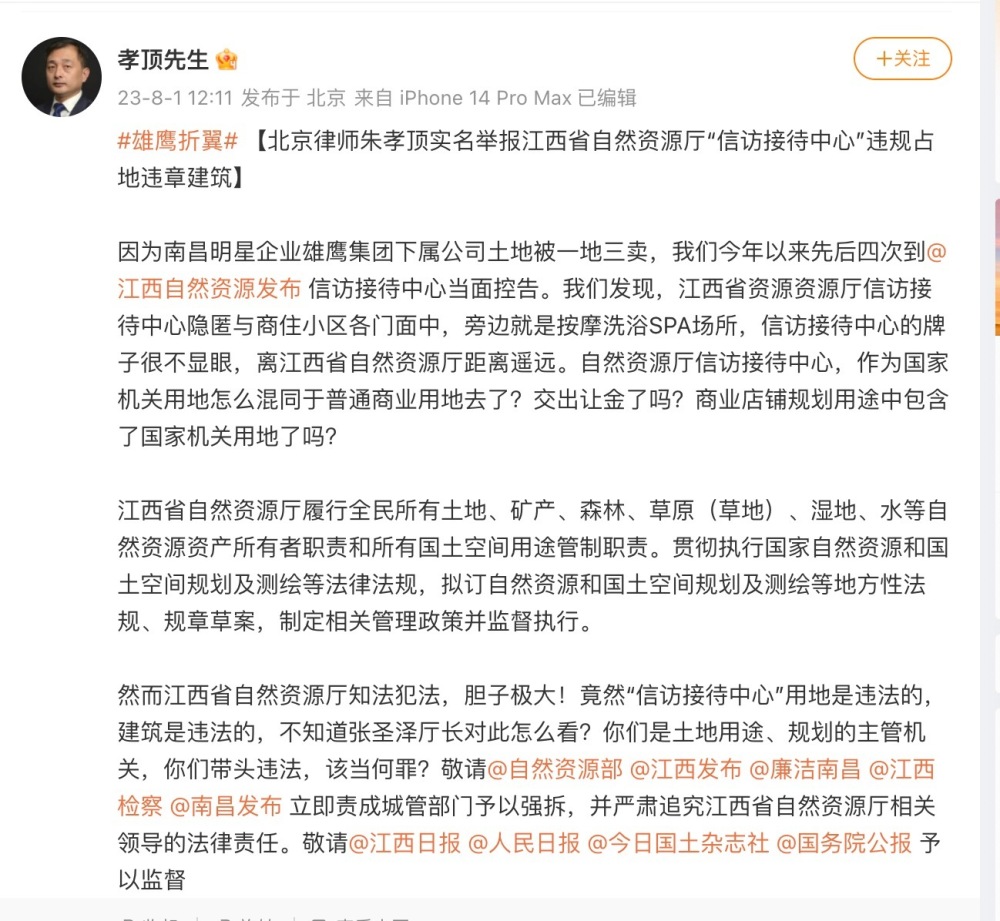 孝顶先生
+关注
23-8-1 12:11 发布于 北京 来自 iPhone 14 Pro Max 已编辑
#雄鹰折翼# 【北京律师朱孝顶实名举报江西省自然资源厅“信访接待中心”违规占
地违章建筑】
因为南昌明星企业雄鹰集团下属公司土地被一地三卖，我们今年以来先后四次到@
江西自然资源发布 信访接待中心当面控告。我们发现，江西省资源资源厅信访接
待中心隐匿与商住小区各门面中，旁边就是按摩洗浴SPA场所，信访接待中心的牌
子很不显眼，离江西省自然资源厅距离遥远。自然资源厅信访接待中心，作为国家
机关用地怎么混同于普通商业用地去了？交出让金了吗？商业店铺规划用途中包含
了国家机关用地了吗？
江西省自然资源厅履行全民所有土地、矿产、森林、草原（草地）、湿地、水等自
然资源资产所有者职责和所有国土空间用途管制职责。贯彻执行国家自然资源和国
土空间规划及测绘等法律法规，拟订自然资源和国土空间规划及测绘等地方性法
规、规章草案，制定相关管理政策并监督执行。
然而江西省自然资源厅知法犯法，胆子极大！竟然“信访接待中心”用地是违法的，
建筑是违法的，不知道张圣泽厅长对此怎么看？你们是土地用途、规划的主管机
关，你们带头违法，该当何罪？敬请@自然资源部 @江西发布 @廉洁南昌 @江西
检察 @南昌发布 立即责成城管部门予以强拆，并严肃追究江西省自然资源厅相关
领导的法律责任。敬请@江西日报 @人民日报 @今日国土杂志社 @国务院公报 予
以监督